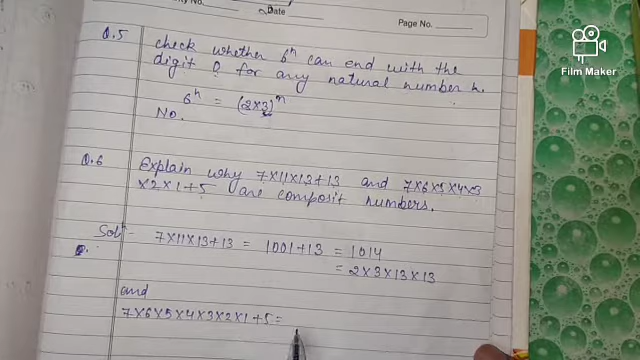 Date
Page No.
Film Maker
Q.5 check whether 6ⁿ can end with the
digit 0 for any natural number n.
6ⁿ = (2×3)ⁿ
No.
Q.6 Explain why 7×11×13+13 and 7×6×5×4×3
×2×1+5 are composit numbers.
Solⁿ- 7×11×13+13 = 1001+13 = 1014
= 2×3×13×13
and
7×6×5×4×3×2×1+5=